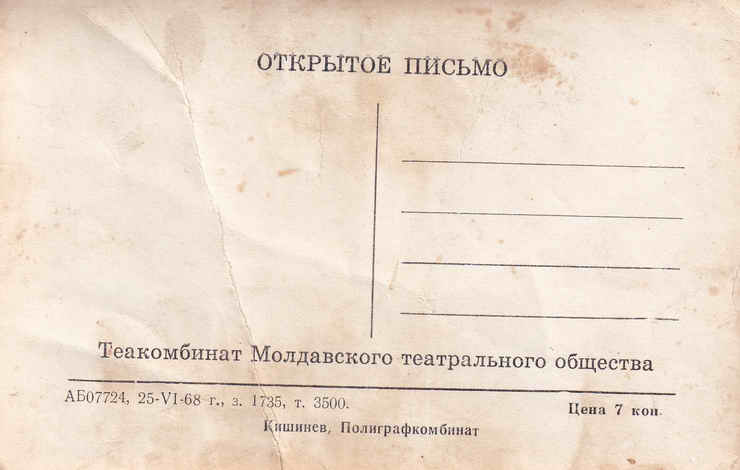 ОТКРЫТОЕ ПИСЬМО
Теакомбинат Молдавского театрального общества
АБ07724, 25-VI-68 г., з. 1735, т. 3500.
Цена 7 коп.
Кишинев, Полиграфкомбинат